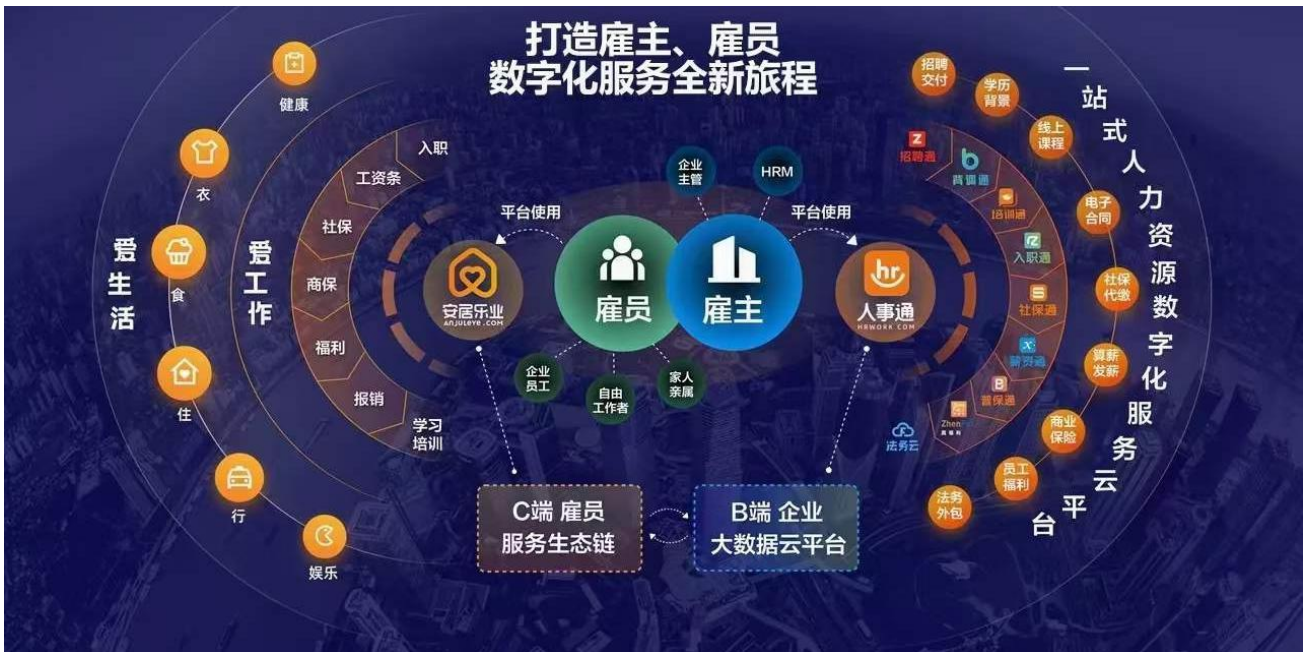 打造雇主、雇员
数字化服务全新旅程
健康
衣
食
住
行
娱乐
爱生活
爱工作
入职
工资条
社保
商保
福利
报销
学习
培训
平台使用
安居乐业
ANJULEYE.COM
雇员
企业
员工
自由
工作者
家人
亲属
企业
主管
HRM
雇主
平台使用
hr
人事通
HRWORK.COM
招聘通
背调通
培训通
入职通
社保通
薪资通
普保通
Zhen
法务云
招聘
交付
学历
背景
线上
课程
电子
合同
社保
代缴
算薪
发薪
商业
保险
员工
福利
法务
外包
一站式人力资源数字化服务云平台
C端 雇员
服务生态链
B端 企业
大数据云平台